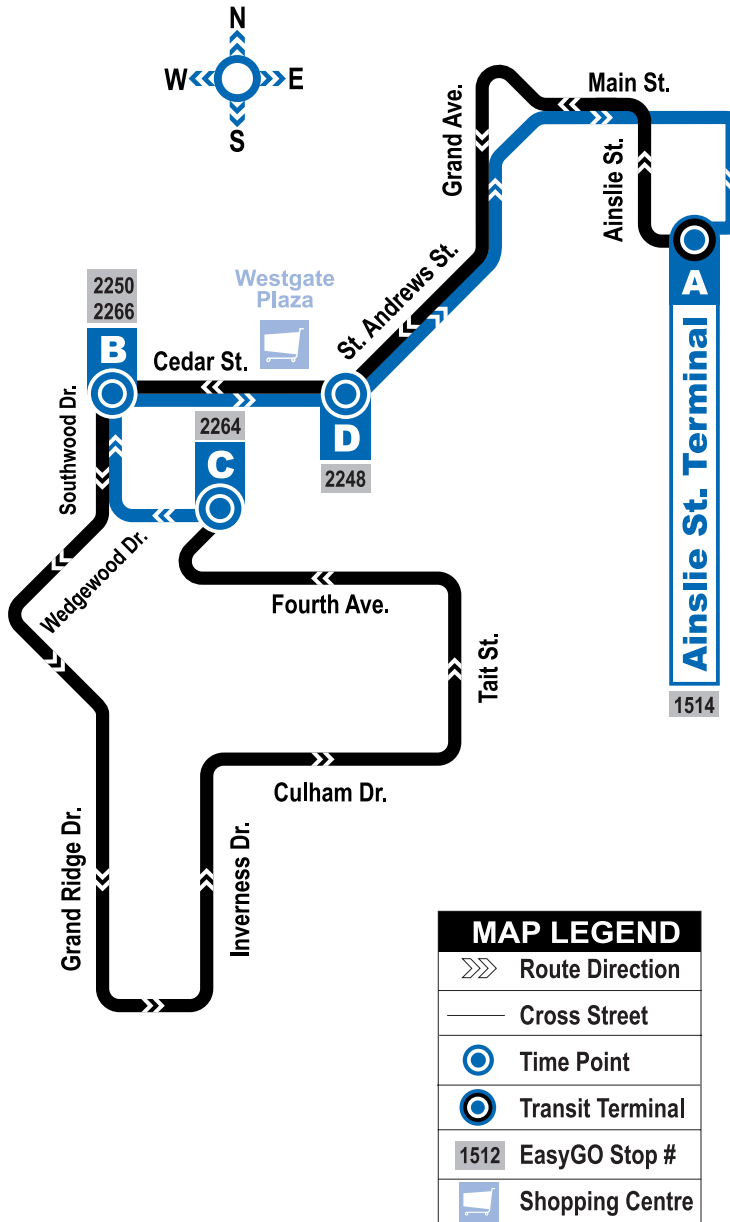 N
W
E
S
Main St.
Grand Ave.
Ainslie St.
St. Andrews St.
Westgate
Plaza
2250
2266
B
Cedar St.
A
Ainslie St. Terminal
1514
2264
C
D
2248
Southwood Dr.
Wedgewood Dr.
Fourth Ave.
Tait St.
Culham Dr.
Grand Ridge Dr.
Inverness Dr.
MAP LEGEND
Route Direction
Cross Street
Time Point
Transit Terminal
1512 EasyGO Stop #
Shopping Centre